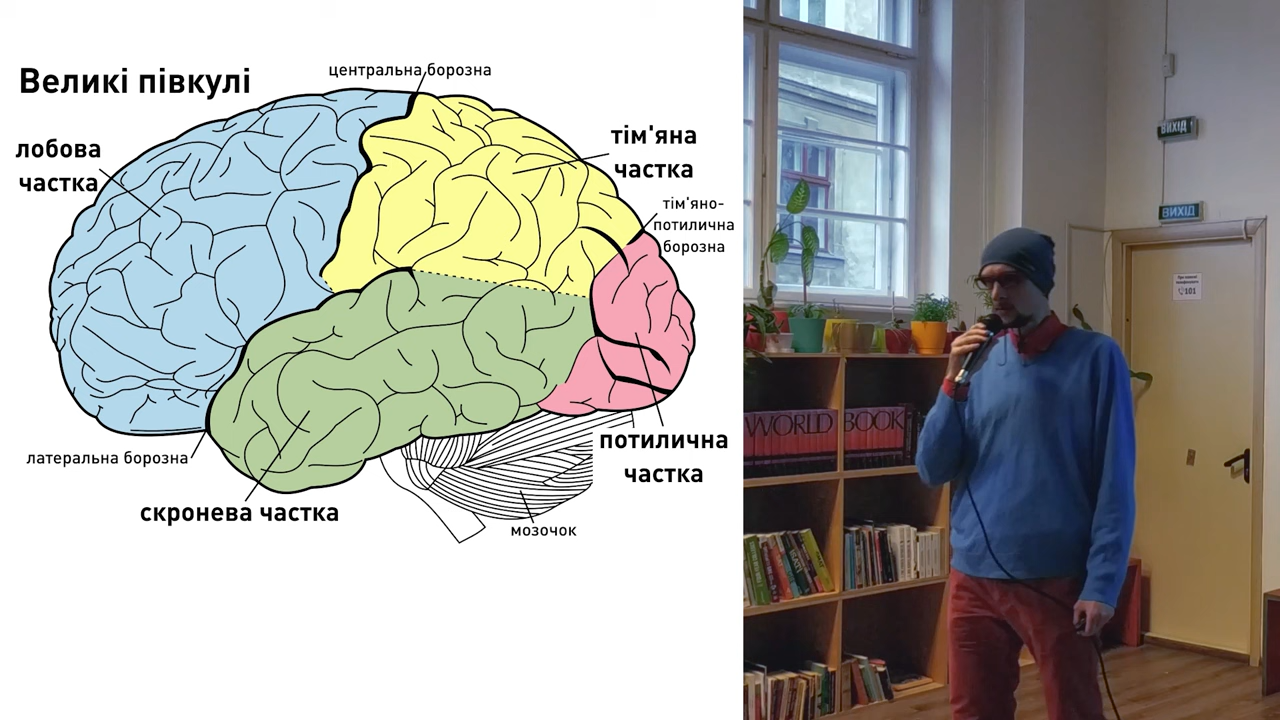 Великі півкулі
центральна борозна
лобова
частка
тім'яна
частка
тім'яно-
потилична
борозна
латеральна борозна
скронева частка
потилична
частка
мозочок
ВИХІД
ВИХІД
101
WORLD BOOK